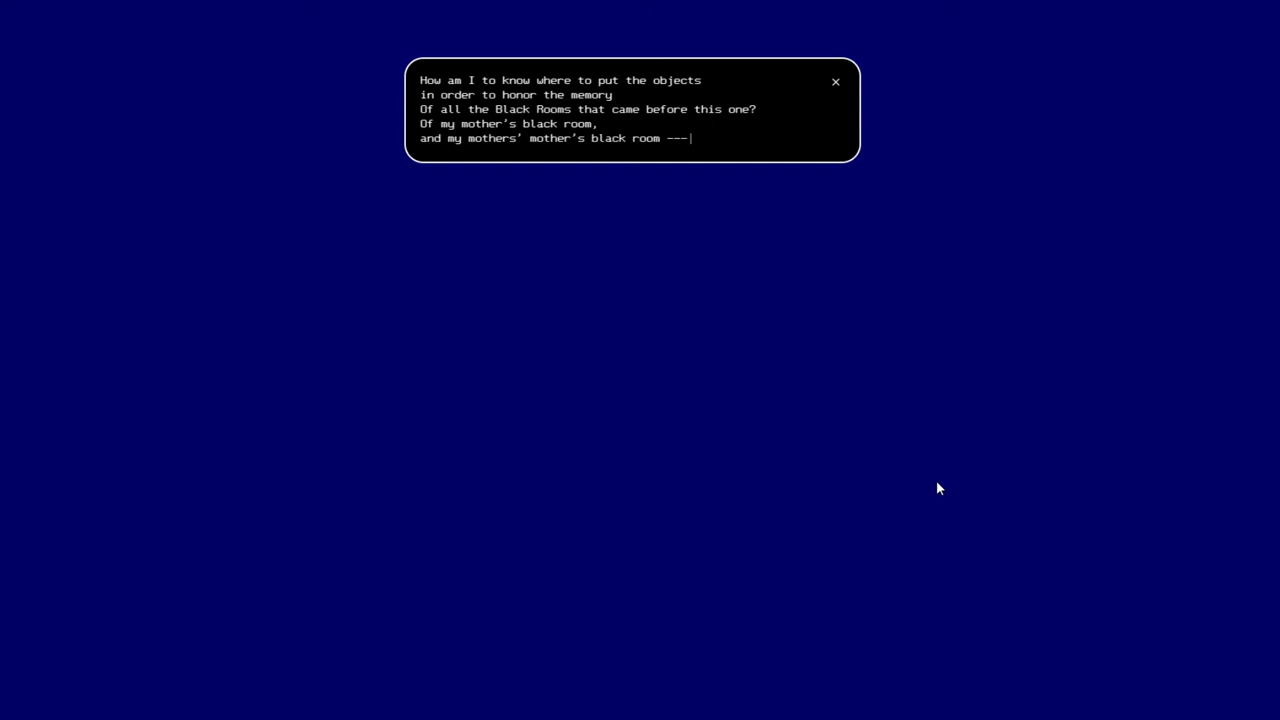 How am I to know where to put the objects
in order to honor the memory
Of all the Black Rooms that came before this one?
Of my mother's black room,
and my mothers' mother's black room ---